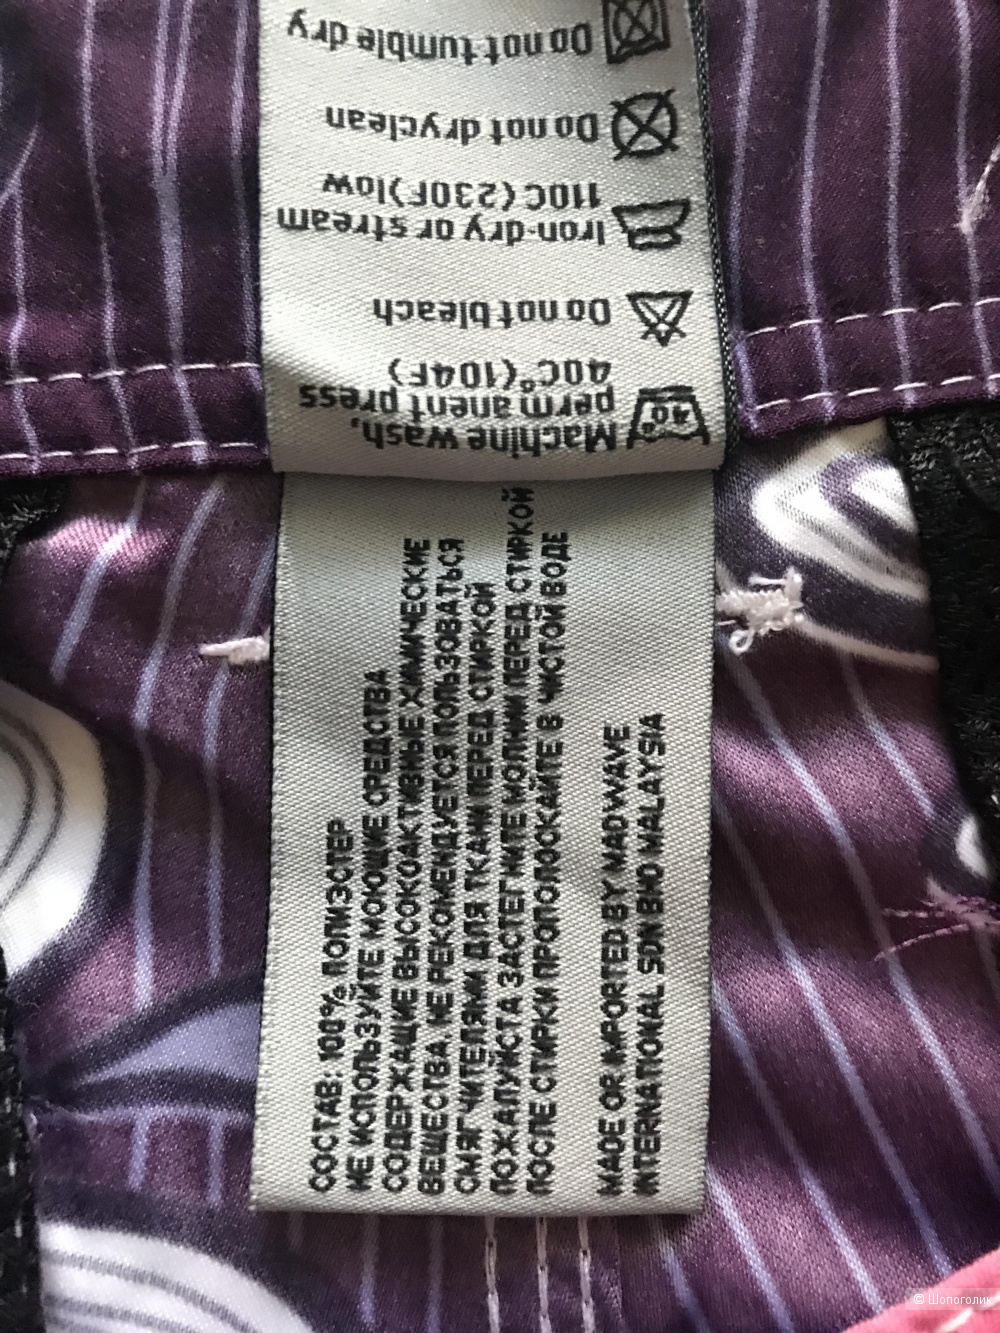 Machine wash,
perm anent press
40C°(104F)
Do not bleach
Iron-dry or stream
110C(230F)low
Do not dryclean
Do not tumble dry
40°
СОСТАВ: 100% ПОЛИЭСТЕР
НЕ ИСПОЛЬЗУЙТЕ МОЮЩИЕ СРЕДСТВА
СОДЕРЖАЩИЕ ВЫСОКОАКТИВНЫЕ ХИМИЧЕСКИЕ
ВЕЩЕСТВА. НЕ РЕКОМЕНДУЕТСЯ ПОЛЬЗОВАТЬСЯ
СМЯГЧИТЕЛЯМИ ДЛЯ ТКАНИ ПЕРЕД СТИРКОЙ
ПОЖАЛУЙСТА ЗАСТЕГНИТЕ МОЛНИИ ПЕРЕД СТИРКОЙ
ПОСЛЕ СТИРКИ ПРОПОЛОСКАЙТЕ В ЧИСТОЙ ВОДЕ
MADE OR IMPORTED BY MADWAVE
INTERNATIONAL SDN BHD MALAYSIA
© Шопоголик